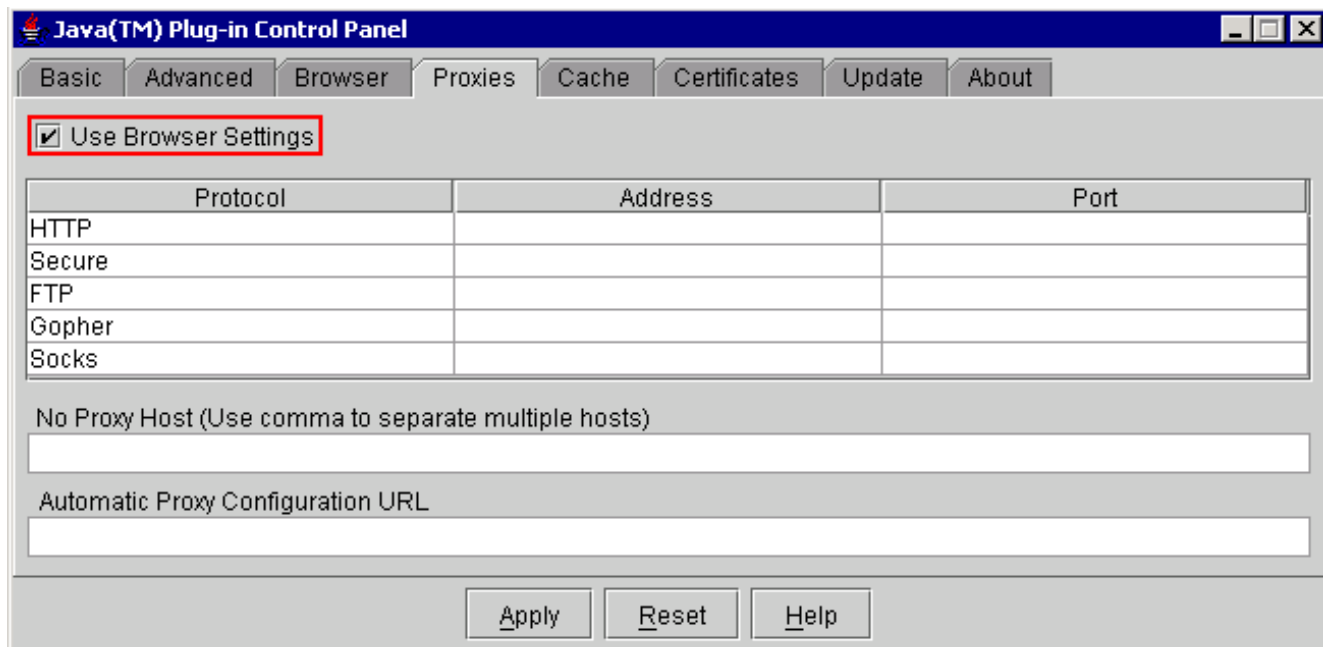 Java(TM) Plug-in Control Panel
Basic Advanced Browser Proxies Cache Certificates Update About
Use Browser Settings
Protocol Address Port
HTTP
Secure
FTP
Gopher
Socks
No Proxy Host (Use comma to separate multiple hosts)
Automatic Proxy Configuration URL
Apply Reset Help